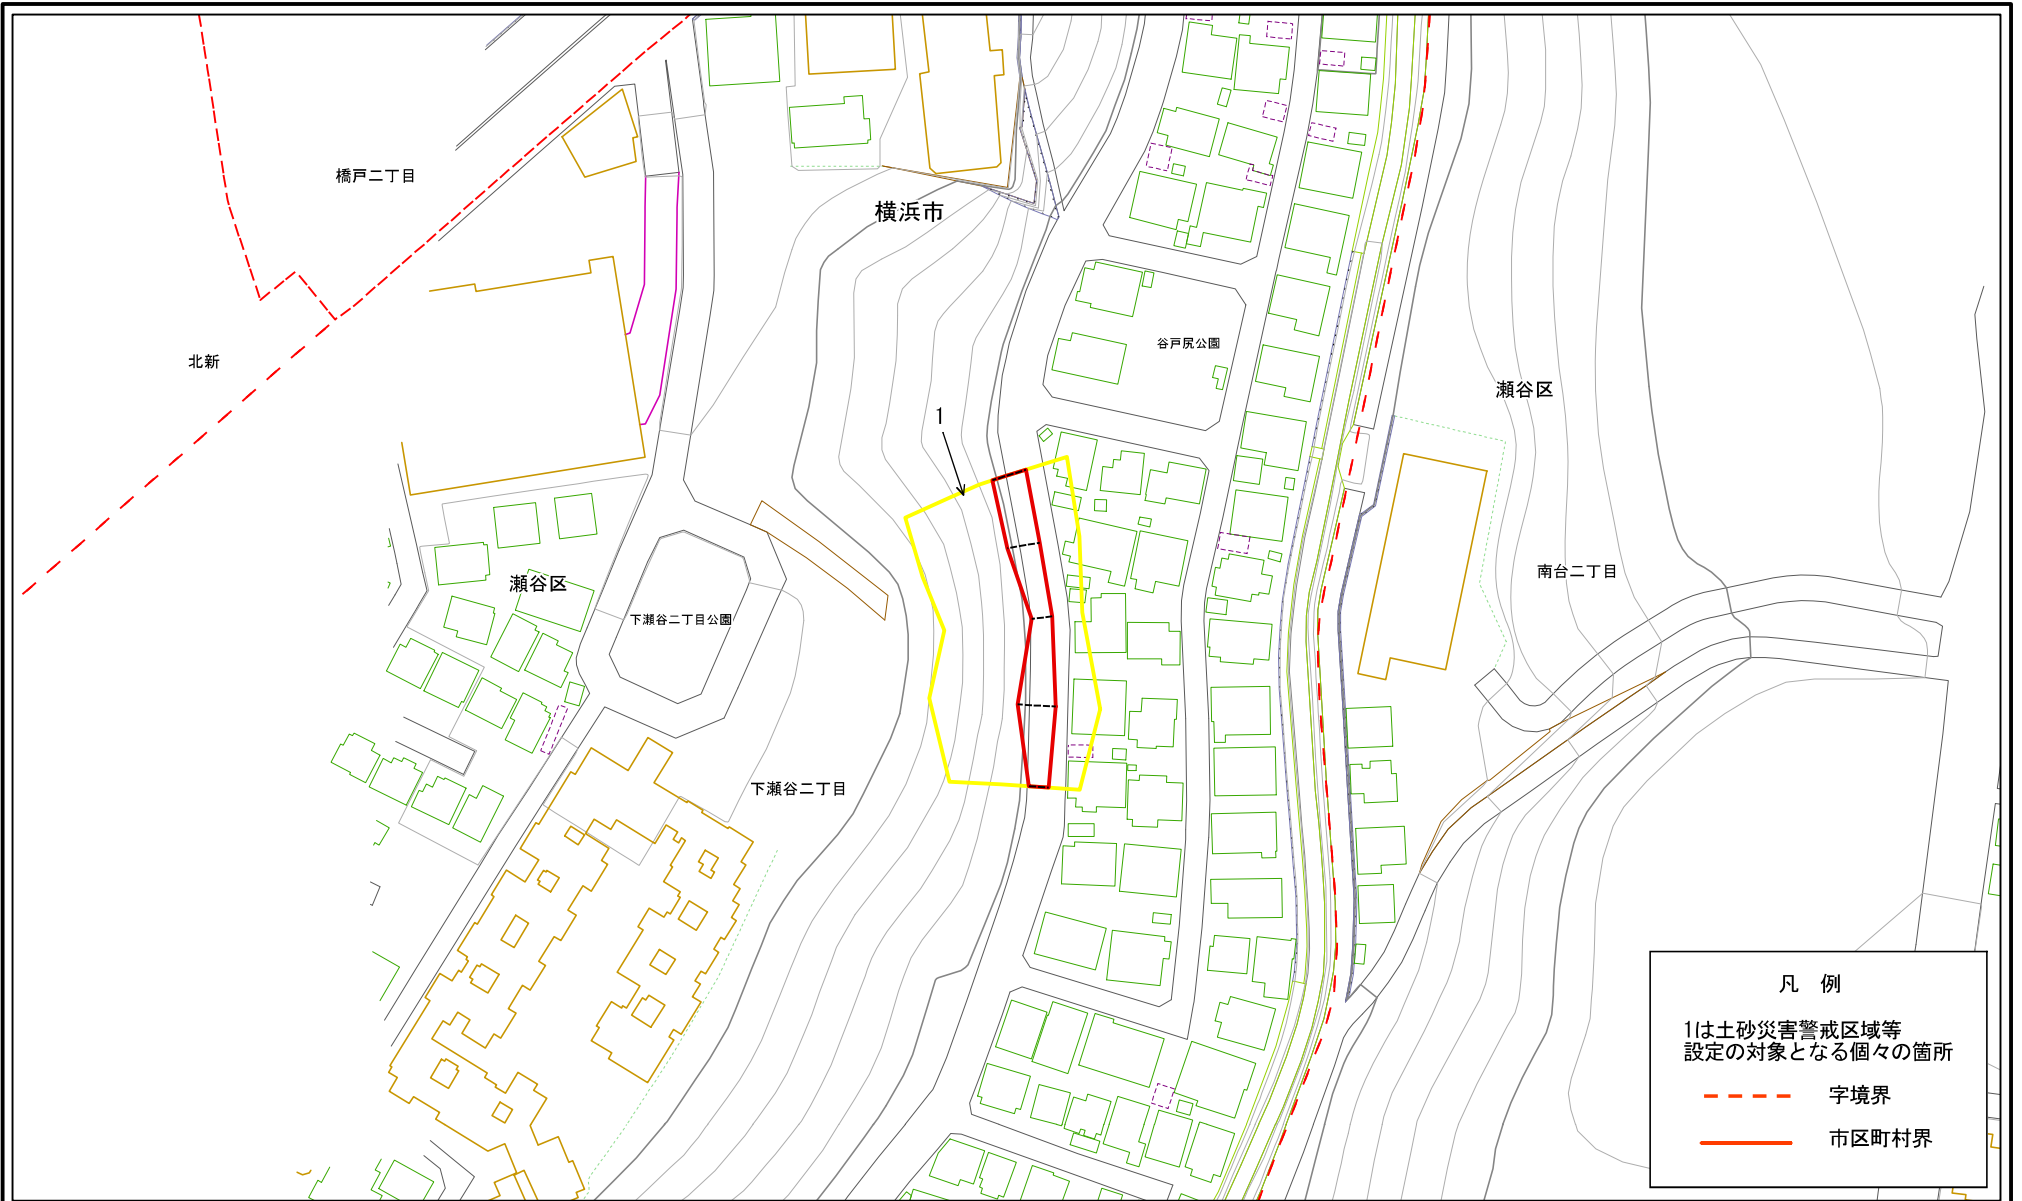 橋戸二丁目
横浜市
谷戸尻公園
北新
瀬谷区
1
南台二丁目
瀬谷区
下瀬谷二丁目公園
下瀬谷二丁目
凡 例
1は土砂災害警戒区域等
設定の対象となる個々の箇所
字境界
市区町村界